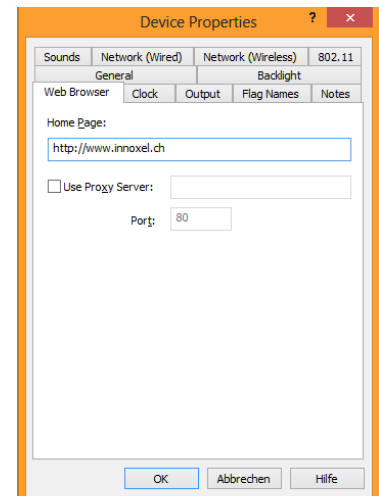 Device Properties ? ×
Sounds Network (Wired) Network (Wireless) 802.11
General Backlight
Web Browser Clock Output Flag Names Notes
Home Page:
http://www.innoxel.ch
Use Proxy Server:
Port: 80
OK Abbrechen Hilfe